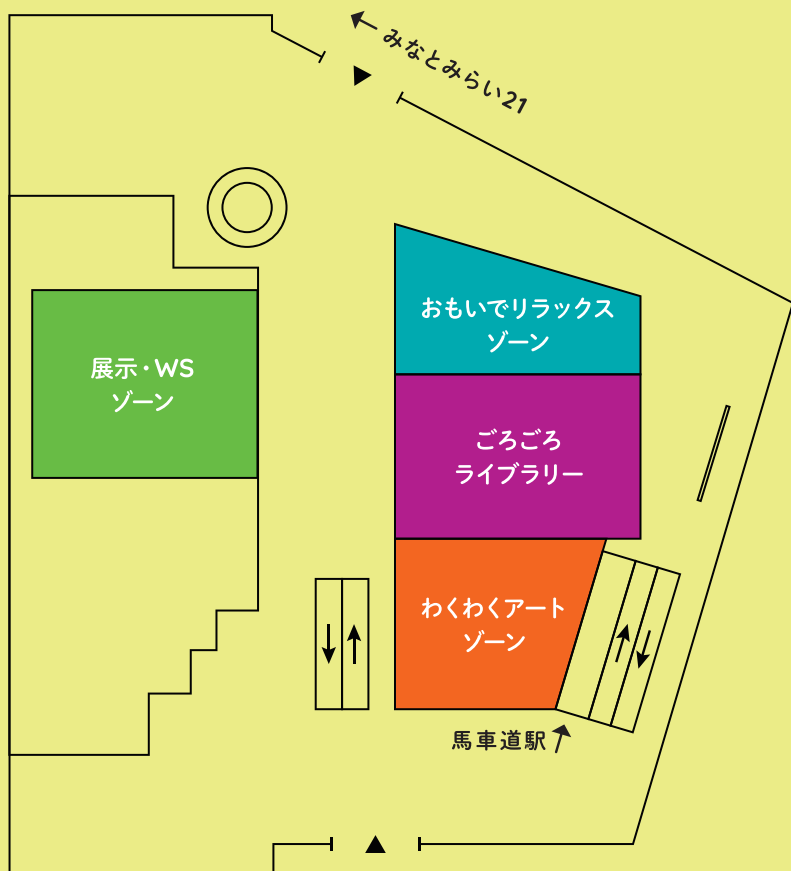 みなとみらい21
おもいでリラックス
ゾーン
展示・WS
ゾーン
ごろごろ
ライブラリー
わくわくアート
ゾーン
馬車道駅